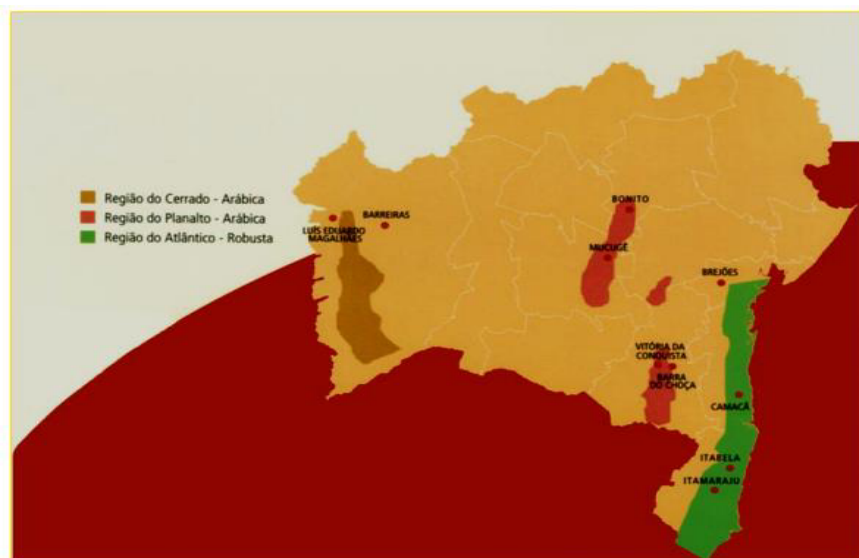 Região do Cerrado - Arábica
Região do Planalto - Arábica
Região do Atlântico - Robusta
BARREIRAS
LUÍS EDUARDO
MAGALHÃES
BONITO
MUCUGÊ
BREJÕES
VITÓRIA DA
CONQUISTA
BARRA
DO CHOÇA
CAMACÃ
ITABELA
ITAMARAJU